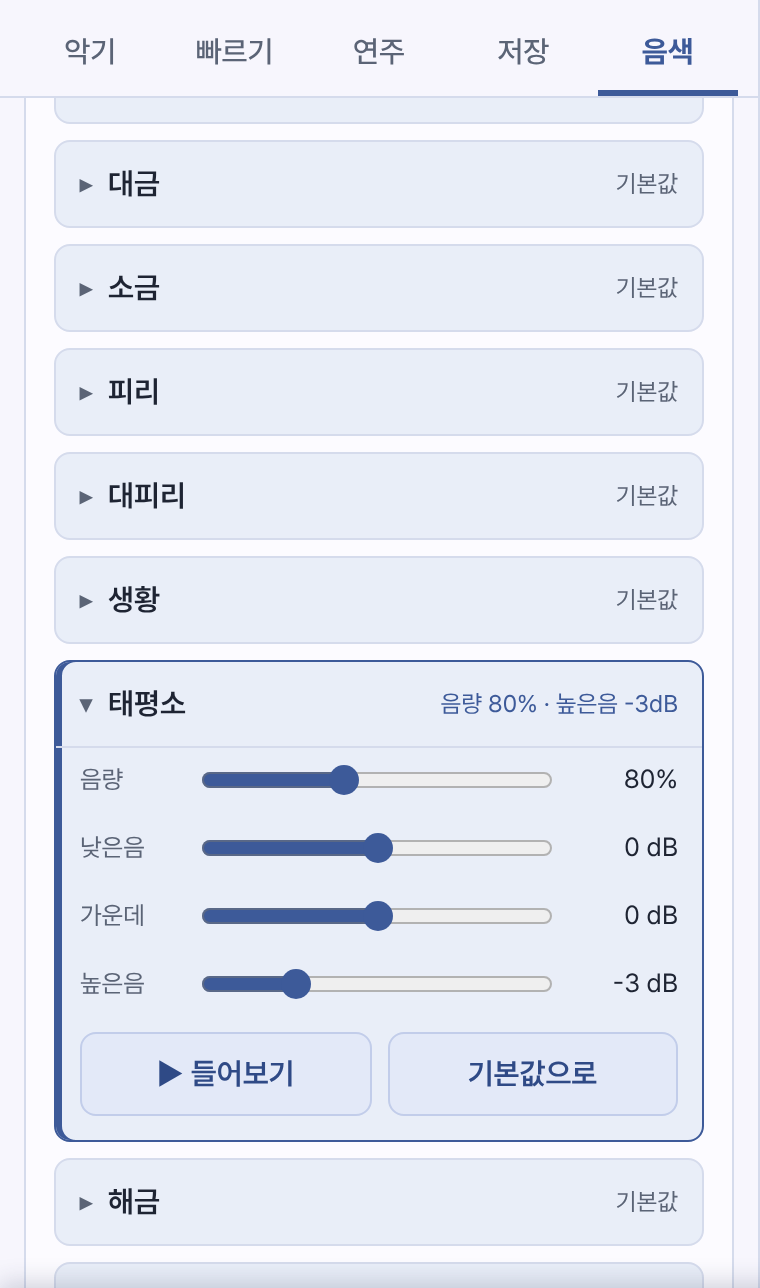 악기 빠르기 연주 저장 음색
▶ 대금 기본값
▶ 소금 기본값
▶ 피리 기본값
▶ 대피리 기본값
▶ 생황 기본값
▼ 태평소 음량 80% · 높은음 -3dB
음량 80%
낮은음 0 dB
가운데 0 dB
높은음 -3 dB
▶ 들어보기 기본값으로
▶ 해금 기본값